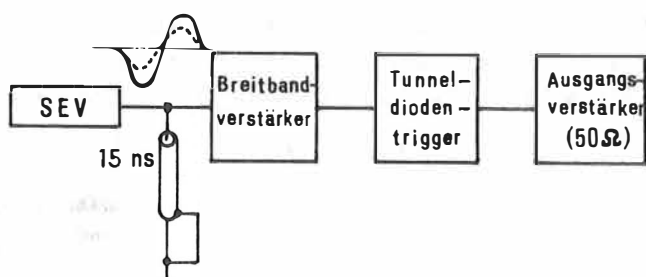 SEV
15 ns
Breitband-
verstärker
Tunnel-
dioden-
trigger
Ausgangs-
verstärker
(50Ω)